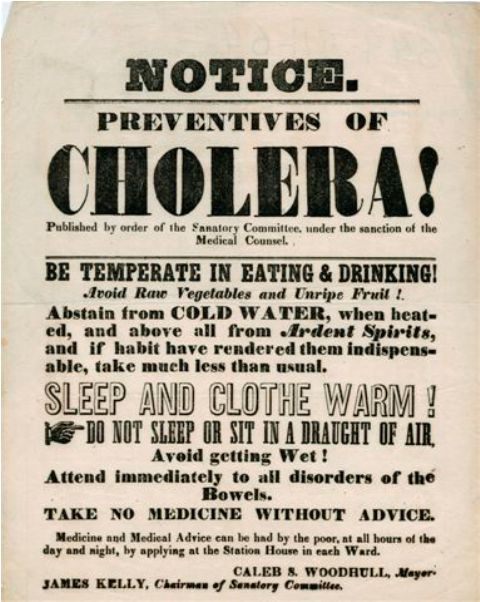 NOTICE.
PREVENTIVES OF
CHOLERA!
Published by order of the Sanatory Committee, under the sanction of the
Medical Counsel.
BE TEMPERATE IN EATING & DRINKING!
Avoid Raw Vegetables and Unripe Fruit !
Abstain from COLD WATER, when heat-
ed, and above all from Ardent Spirits,
and if habit have rendered them indispens-
able, take much less than usual.
SLEEP AND CLOTHE WARM !
DO NOT SLEEP OR SIT IN A DRAUGHT OF AIR,
Avoid getting Wet !
Attend immediately to all disorders of the
Bowels.
TAKE NO MEDICINE WITHOUT ADVICE.
Medicine and Medical Advice can be had by the poor, at all hours of the
day and night, by applying at the Station House in each Ward.
CALEB S. WOODHULL, Mayor.
JAMES KELLY, Chairman of Sanatory Committee.